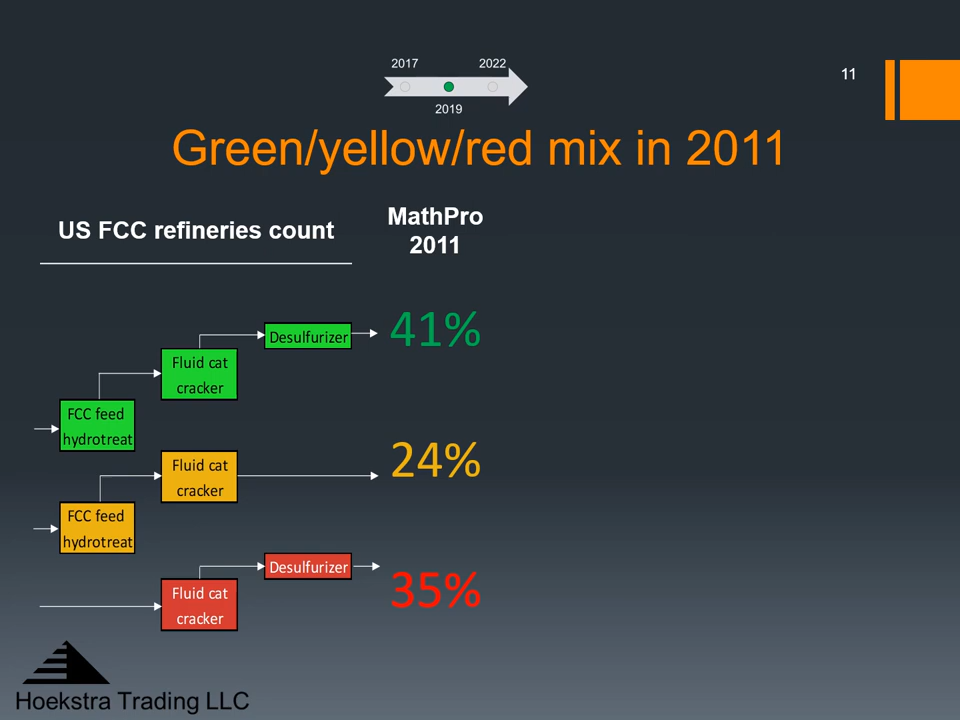 2017
2022
2019
11
Green/yellow/red mix in 2011
US FCC refineries count
MathPro
2011
Desulfurizer
41%
Fluid cat
cracker
FCC feed
hydrotreat
Fluid cat
cracker
24%
FCC feed
hydrotreat
Desulfurizer
35%
Fluid cat
cracker
Hoekstra Trading LLC